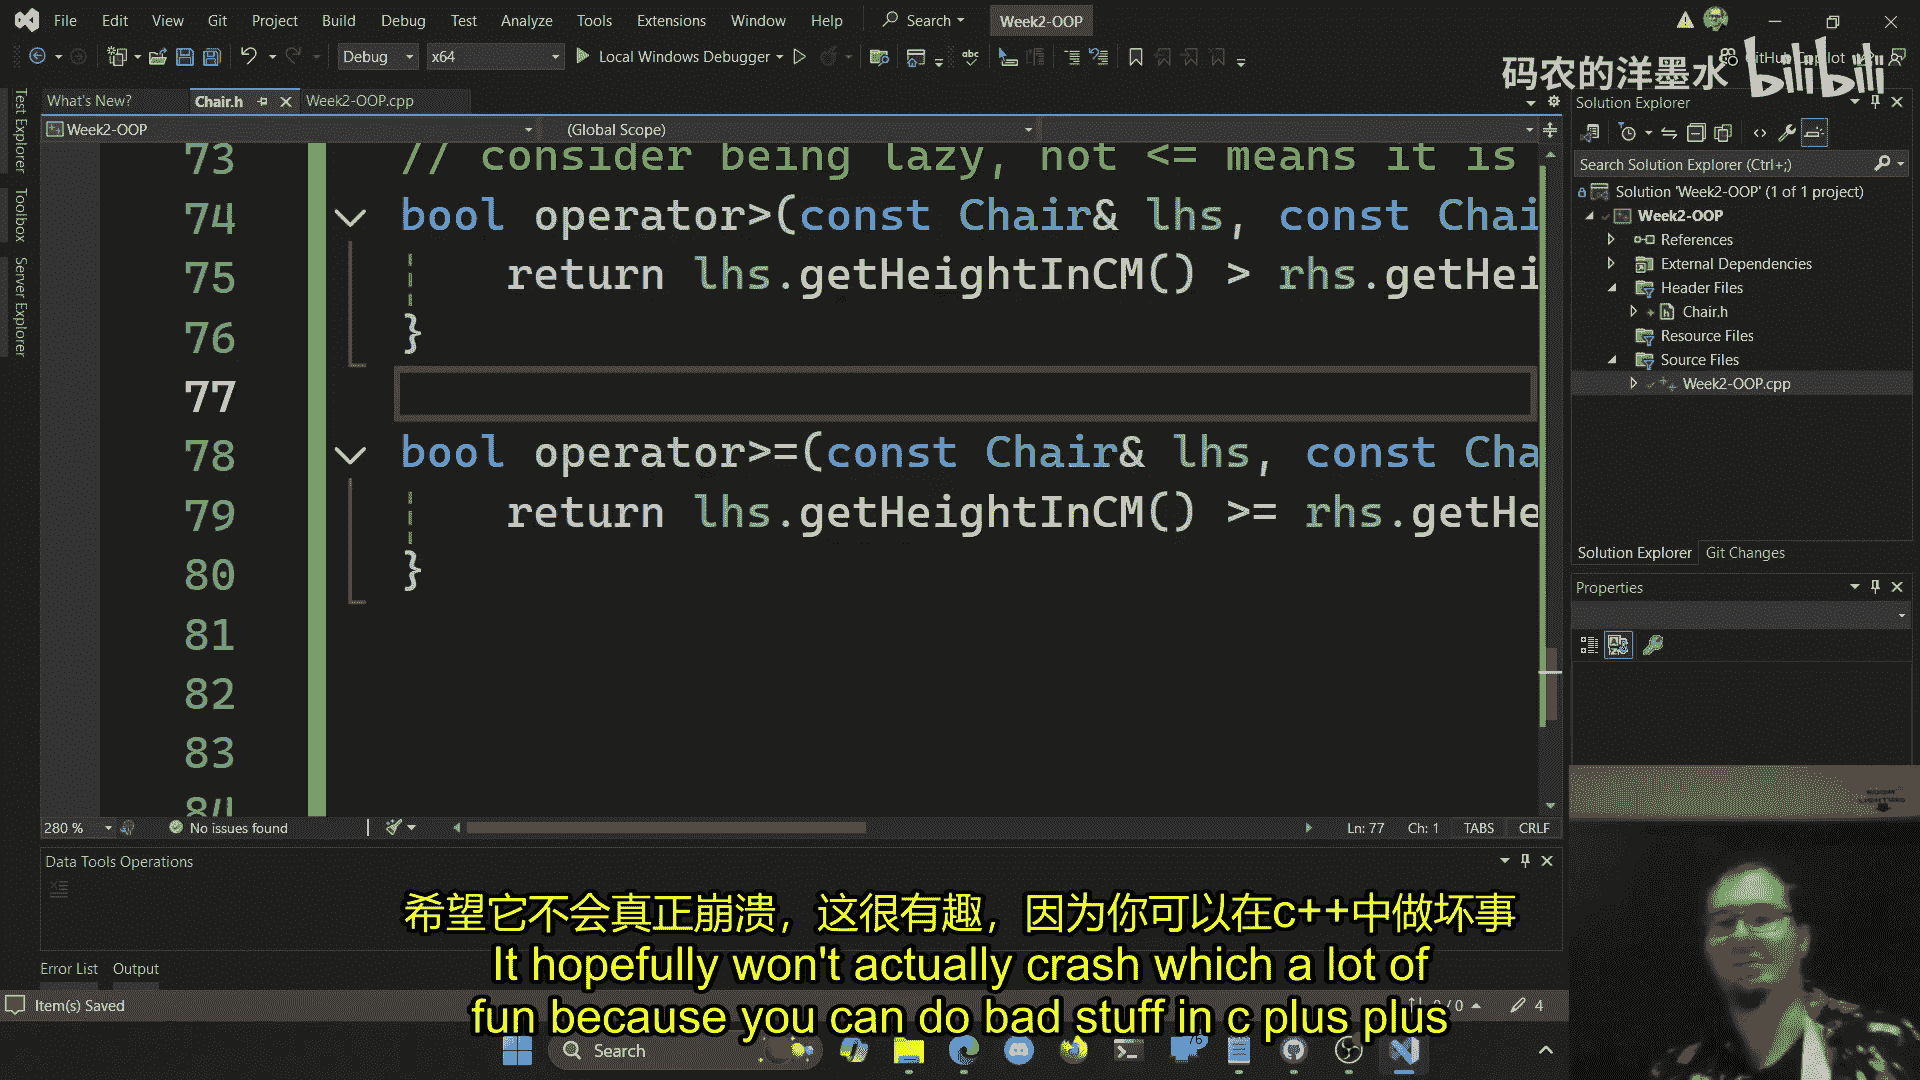 File Edit View Git Project Build Debug Test Analyze Tools Extensions Window Help Search Week2-OOP
Debug x64 Local Windows Debugger
码农的洋墨水 bilibili
What's New? Chair.h Week2-OOP.cpp
Week2-OOP (Global Scope)
Test Explorer
Toolbox
Server Explorer
73 // consider being lazy, not <= means it is
74 bool operator>(const Chair& lhs, const Chai
75 return lhs.getHeightInCM() > rhs.getHei
76 }
77
78 bool operator>=(const Chair& lhs, const Cha
79 return lhs.getHeightInCM() >= rhs.getHe
80 }
81
82
83
84
280 % No issues found Ln: 77 Ch: 1 TABS CRLF
Solution Explorer
Search Solution Explorer (Ctrl+;)
Solution 'Week2-OOP' (1 of 1 project)
Week2-OOP
References
External Dependencies
Header Files
Chair.h
Resource Files
Source Files
Week2-OOP.cpp
Solution Explorer Git Changes
Properties
Data Tools Operations
希望它不会真正崩溃，这很有趣，因为你可以在c++中做坏事
It hopefully won't actually crash which a lot of
fun because you can do bad stuff in c plus plus
Error List Output
Item(s) Saved 0 / 0 4
Search